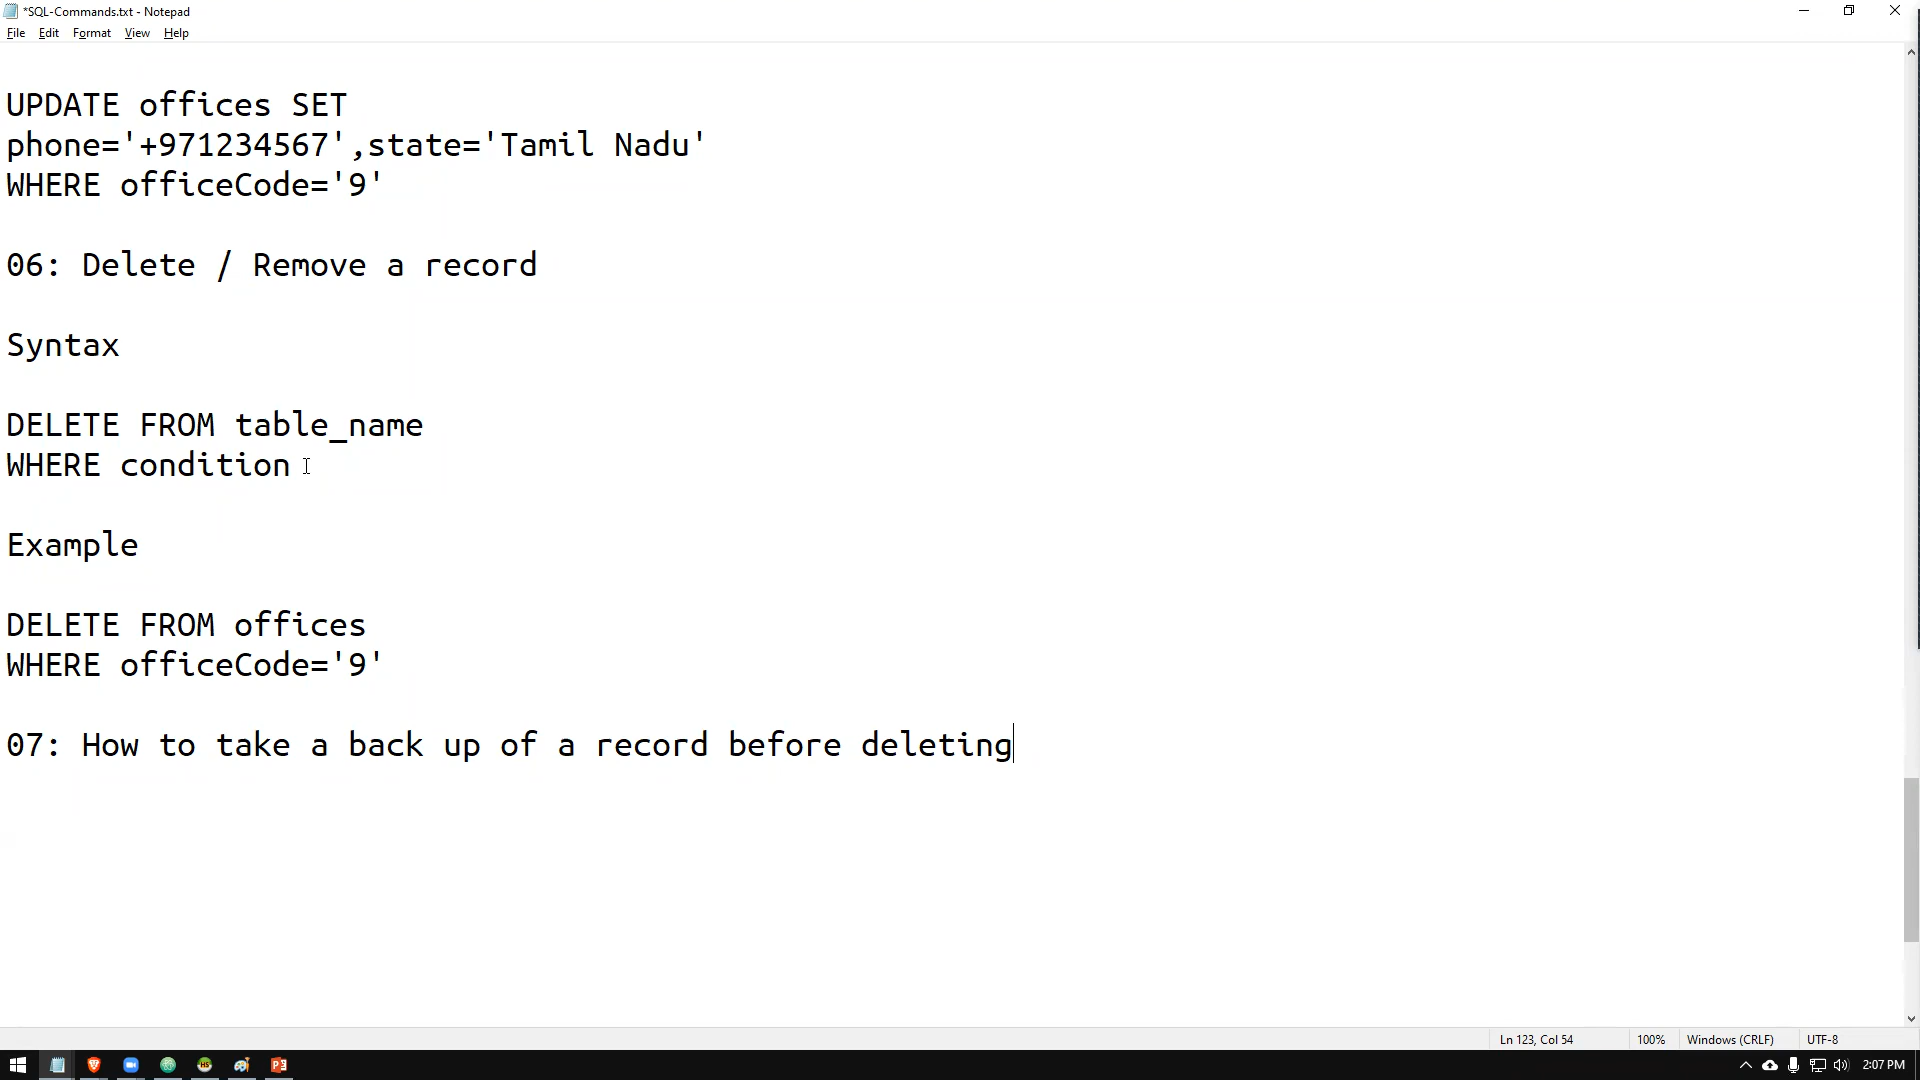 *SQL-Commands.txt - Notepad
File Edit Format View Help
UPDATE offices SET
phone='+971234567',state='Tamil Nadu'
WHERE officeCode='9'
06: Delete / Remove a record
Syntax
DELETE FROM table_name
WHERE condition
Example
DELETE FROM offices
WHERE officeCode='9'
07: How to take a back up of a record before deleting
Ln 123, Col 54 100% Windows (CRLF) UTF-8
HS
2:07 PM